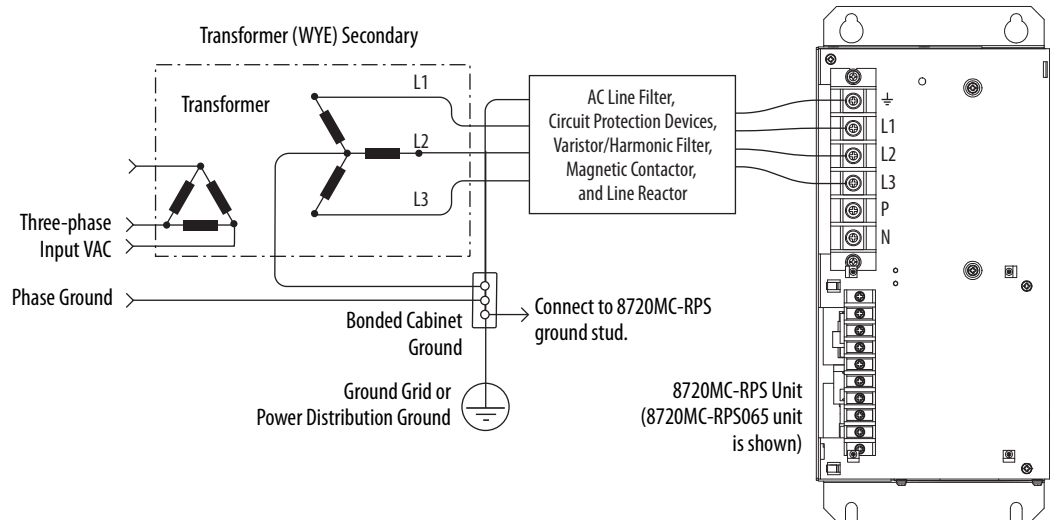 Transformer (WYE) Secondary
Transformer
L1
L2
L3
Three-phase
Input VAC
Phase Ground
Bonded Cabinet
Ground
Connect to 8720MC-RPS
ground stud.
Ground Grid or
Power Distribution Ground
AC Line Filter,
Circuit Protection Devices,
Varistor/Harmonic Filter,
Magnetic Contactor,
and Line Reactor
L1
L2
L3
P
N
8720MC-RPS Unit
(8720MC-RPS065 unit
is shown)